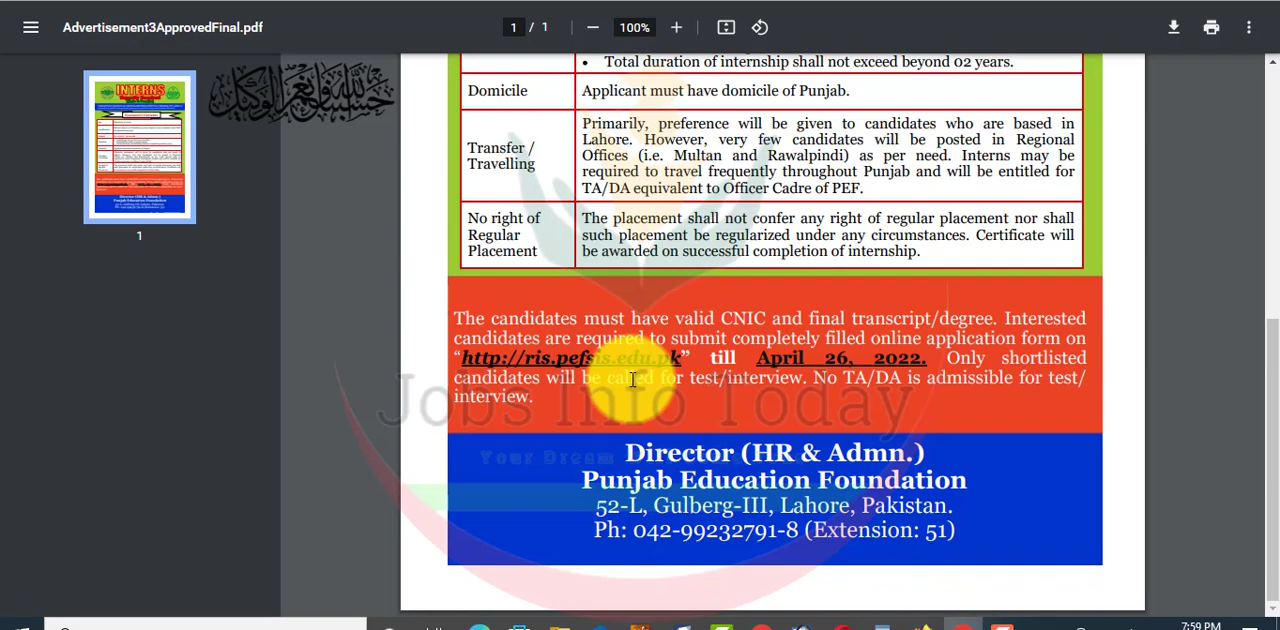 Advertisement3ApprovedFinal.pdf
1 / 1
100%
حسبنا الله ونعم الوكيل
INTERNS
1
• Total duration of internship shall not exceed beyond 02 years.
Domicile
Applicant must have domicile of Punjab.
Transfer /
Travelling
Primarily, preference will be given to candidates who are based in
Lahore. However, very few candidates will be posted in Regional
Offices (i.e. Multan and Rawalpindi) as per need. Interns may be
required to travel frequently throughout Punjab and will be entitled for
TA/DA equivalent to Officer Cadre of PEF.
No right of
Regular
Placement
The placement shall not confer any right of regular placement nor shall
such placement be regularized under any circumstances. Certificate will
be awarded on successful completion of internship.
The candidates must have valid CNIC and final transcript/degree. Interested
candidates are required to submit completely filled online application form on
“http://ris.pefsis.edu.pk” till April 26, 2022. Only shortlisted
candidates will be called for test/interview. No TA/DA is admissible for test/
interview.
Jobs Info Today
Your Dream
Director (HR & Admn.)
Punjab Education Foundation
52-L, Gulberg-III, Lahore, Pakistan.
Ph: 042-99232791-8 (Extension: 51)
7:59 PM